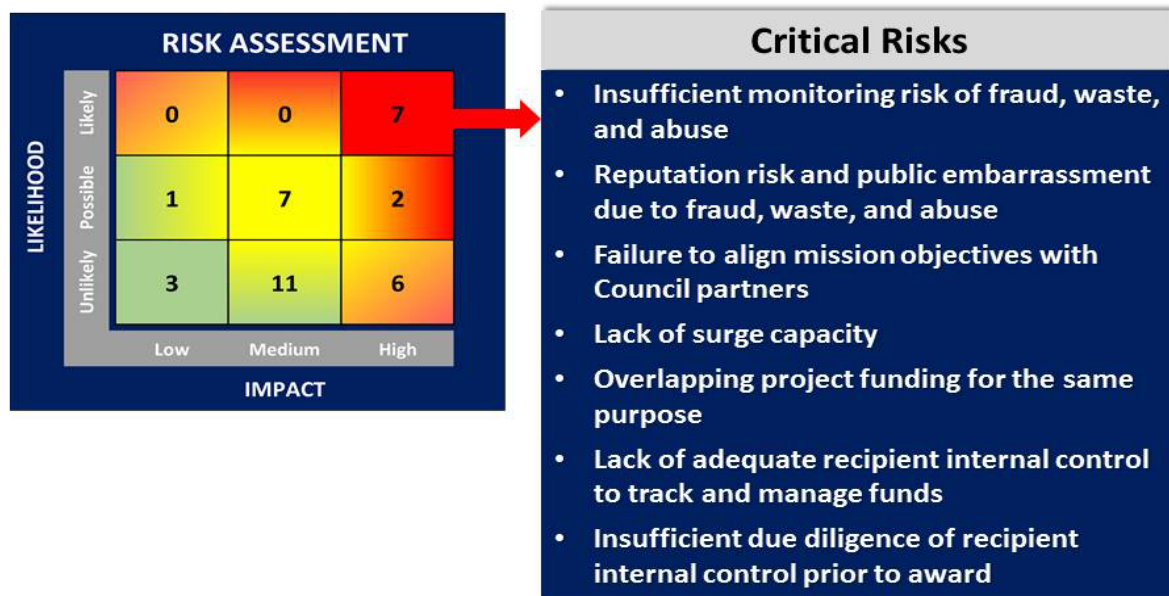 RISK ASSESSMENT
LIKELIHOOD
Likely
0
0
7
Possible
1
7
2
Unlikely
3
11
6
Low
Medium
High
IMPACT
Critical Risks
• Insufficient monitoring risk of fraud, waste,
and abuse
• Reputation risk and public embarrassment
due to fraud, waste, and abuse
• Failure to align mission objectives with
Council partners
• Lack of surge capacity
• Overlapping project funding for the same
purpose
• Lack of adequate recipient internal control
to track and manage funds
• Insufficient due diligence of recipient
internal control prior to award